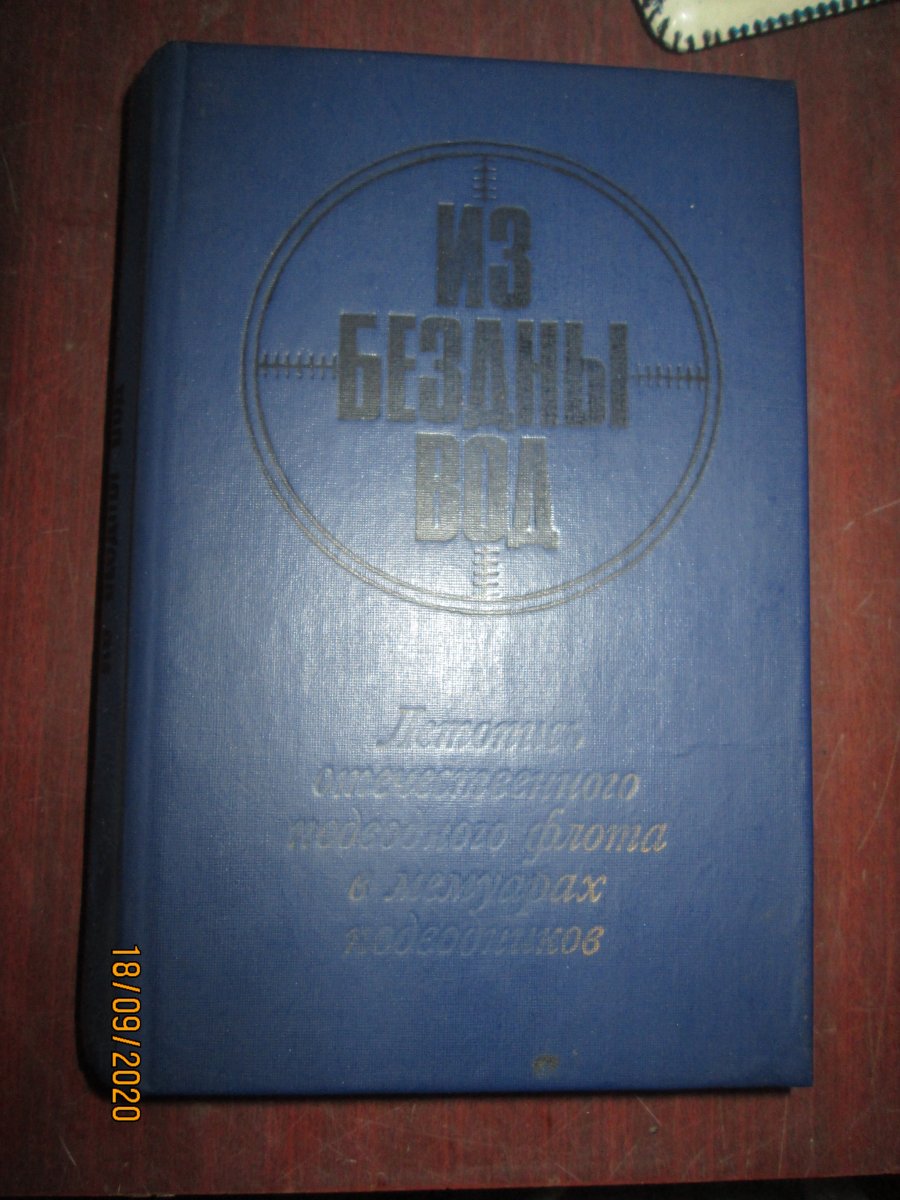 ИЗ
БЕЗДНЫ
ВОД
Летопись
отечественного
подводного флота
в мемуарах
подводников
18/09/2020